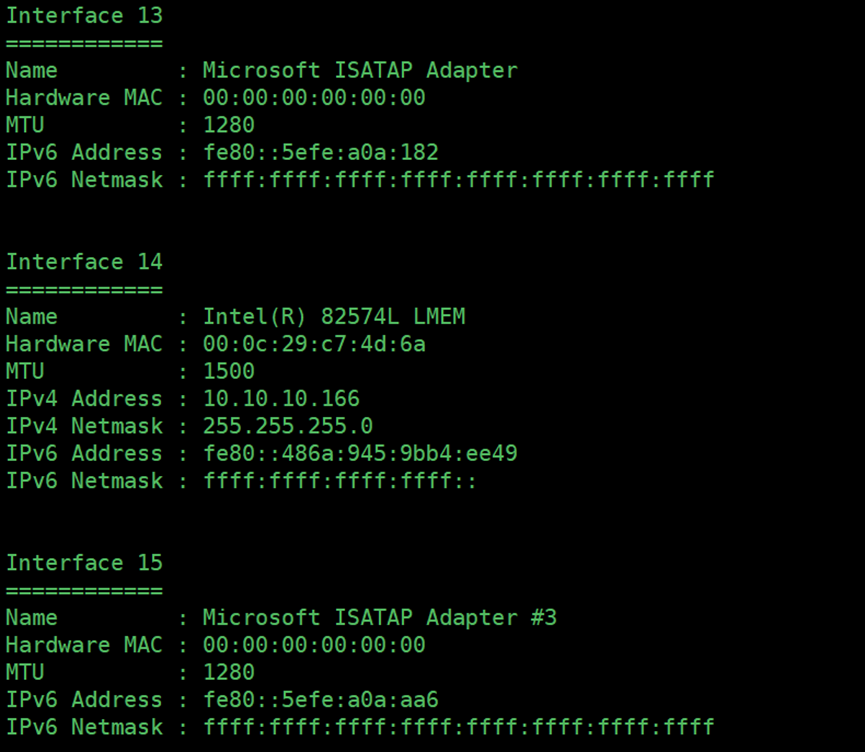 Interface 13
============
Name         : Microsoft ISATAP Adapter
Hardware MAC : 00:00:00:00:00:00
MTU          : 1280
IPv6 Address : fe80::5efe:a0a:182
IPv6 Netmask : ffff:ffff:ffff:ffff:ffff:ffff:ffff:ffff
Interface 14
============
Name         : Intel(R) 82574L LMEM
Hardware MAC : 00:0c:29:c7:4d:6a
MTU          : 1500
IPv4 Address : 10.10.10.166
IPv4 Netmask : 255.255.255.0
IPv6 Address : fe80::486a:945:9bb4:ee49
IPv6 Netmask : ffff:ffff:ffff:ffff::
Interface 15
============
Name         : Microsoft ISATAP Adapter #3
Hardware MAC : 00:00:00:00:00:00
MTU          : 1280
IPv6 Address : fe80::5efe:a0a:aa6
IPv6 Netmask : ffff:ffff:ffff:ffff:ffff:ffff:ffff:ffff